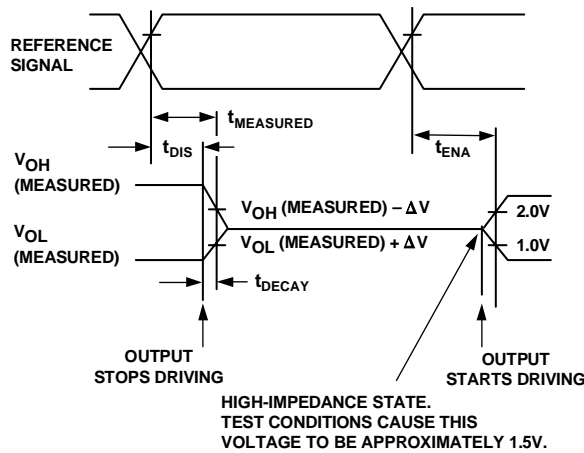 REFERENCE
SIGNAL
tMEASURED
tDIS
tENA
VOH
(MEASURED)
VOH (MEASURED) – ΔV
2.0V
VOL
(MEASURED)
VOL (MEASURED) + ΔV
1.0V
tDECAY
OUTPUT
STOPS DRIVING
OUTPUT
STARTS DRIVING
HIGH-IMPEDANCE STATE.
TEST CONDITIONS CAUSE THIS
VOLTAGE TO BE APPROXIMATELY 1.5V.